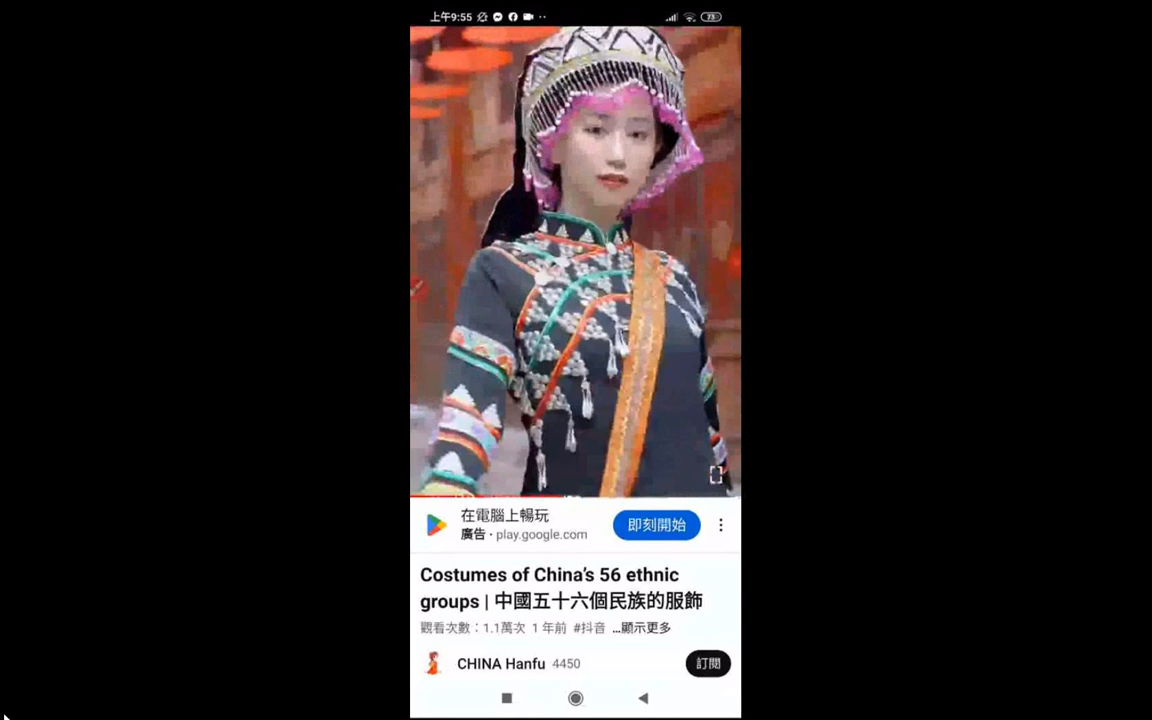 上午9:55
73
在電腦上暢玩
廣告 · play.google.com
即刻開始
Costumes of China's 56 ethnic
groups | 中國五十六個民族的服飾
觀看次數：1.1萬次 1 年前 #抖音 ...顯示更多
CHINA Hanfu 4450
訂閱